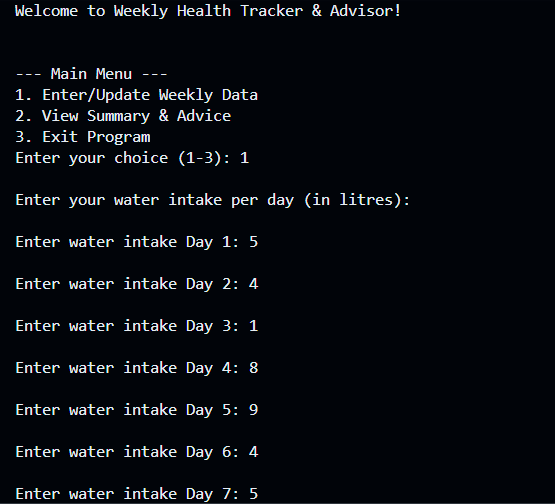 Welcome to Weekly Health Tracker & Advisor!
--- Main Menu ---
1. Enter/Update Weekly Data
2. View Summary & Advice
3. Exit Program
Enter your choice (1-3): 1
Enter your water intake per day (in litres):
Enter water intake Day 1: 5
Enter water intake Day 2: 4
Enter water intake Day 3: 1
Enter water intake Day 4: 8
Enter water intake Day 5: 9
Enter water intake Day 6: 4
Enter water intake Day 7: 5